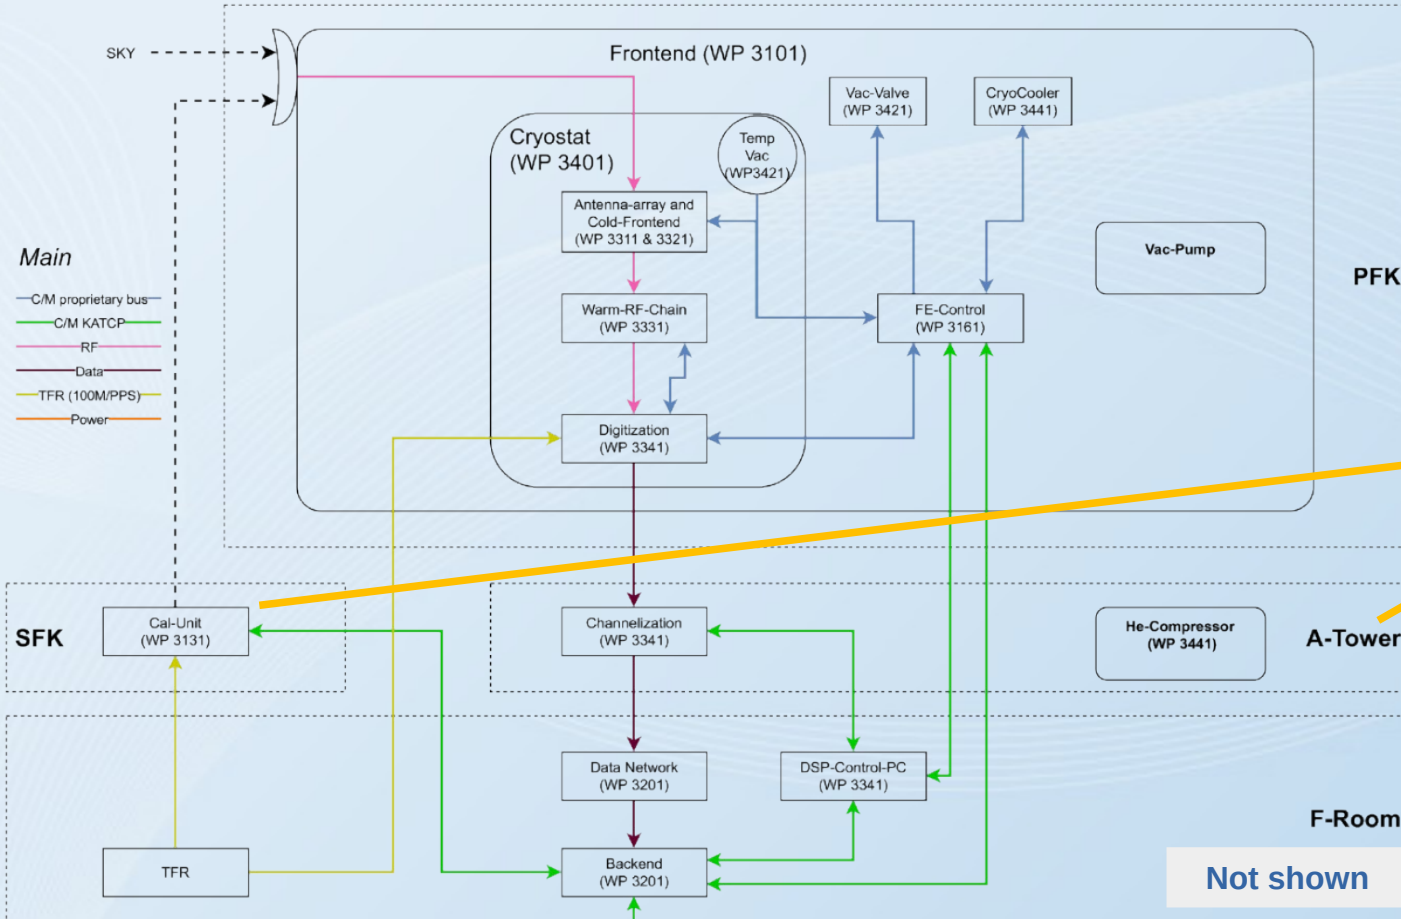 SKY
Frontend (WP 3101)
Vac-Valve
(WP 3421)
CryoCooler
(WP 3441)
Cryostat
(WP 3401)
Temp
Vac
(WP3421)
Antenna-array and
Cold-Frontend
(WP 3311 & 3321)
Vac-Pump
Main
PFK
C/M proprietary bus
C/M KATCP
RF
Data
TFR (100M/PPS)
Power
Warm-RF-Chain
(WP 3331)
FE-Control
(WP 3161)
Digitization
(WP 3341)
SFK
Cal-Unit
(WP 3131)
Channelization
(WP 3341)
He-Compressor
(WP 3441)
A-Tower
Data Network
(WP 3201)
DSP-Control-PC
(WP 3341)
F-Room
TFR
Backend
(WP 3201)
Not shown